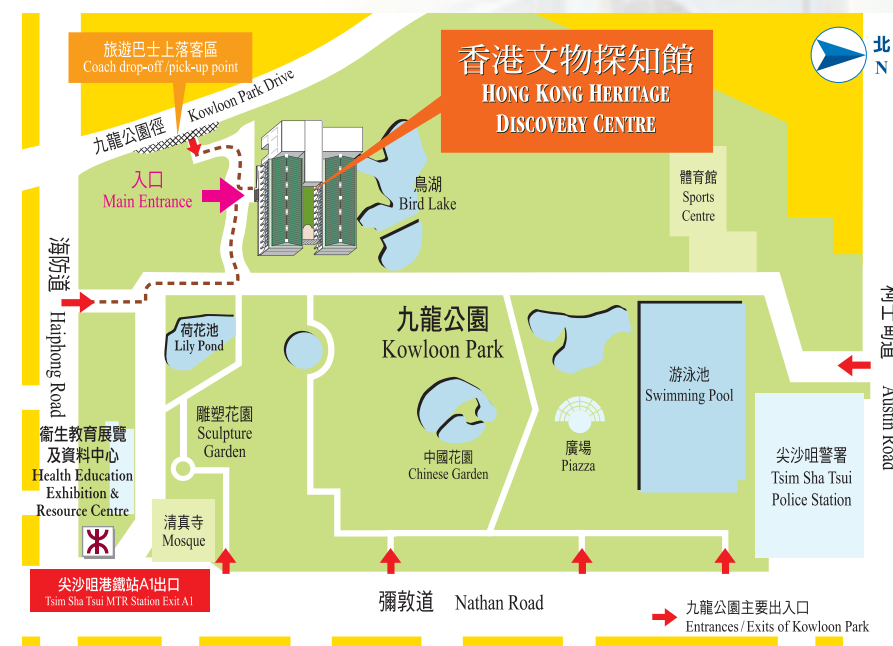 旅遊巴士上落客區
Coach drop-off /pick-up point
九龍公園徑 Kowloon Park Drive
香港文物探知館
HONG KONG HERITAGE
DISCOVERY CENTRE
北
N
入口
Main Entrance
鳥湖
Bird Lake
體育館
Sports
Centre
海防道 Haiphong Road
荷花池
Lily Pond
九龍公園
Kowloon Park
游泳池
Swimming Pool
柯士甸道 Austin Road
雕塑花園
Sculpture
Garden
中國花園
Chinese Garden
廣場
Piazza
尖沙咀警署
Tsim Sha Tsui
Police Station
衞生教育展覽
及資料中心
Health Education
Exhibition &
Resource Centre
清真寺
Mosque
尖沙咀港鐵站A1出口
Tsim Sha Tsui MTR Station Exit A1
彌敦道 Nathan Road
九龍公園主要出入口
Entrances / Exits of Kowloon Park